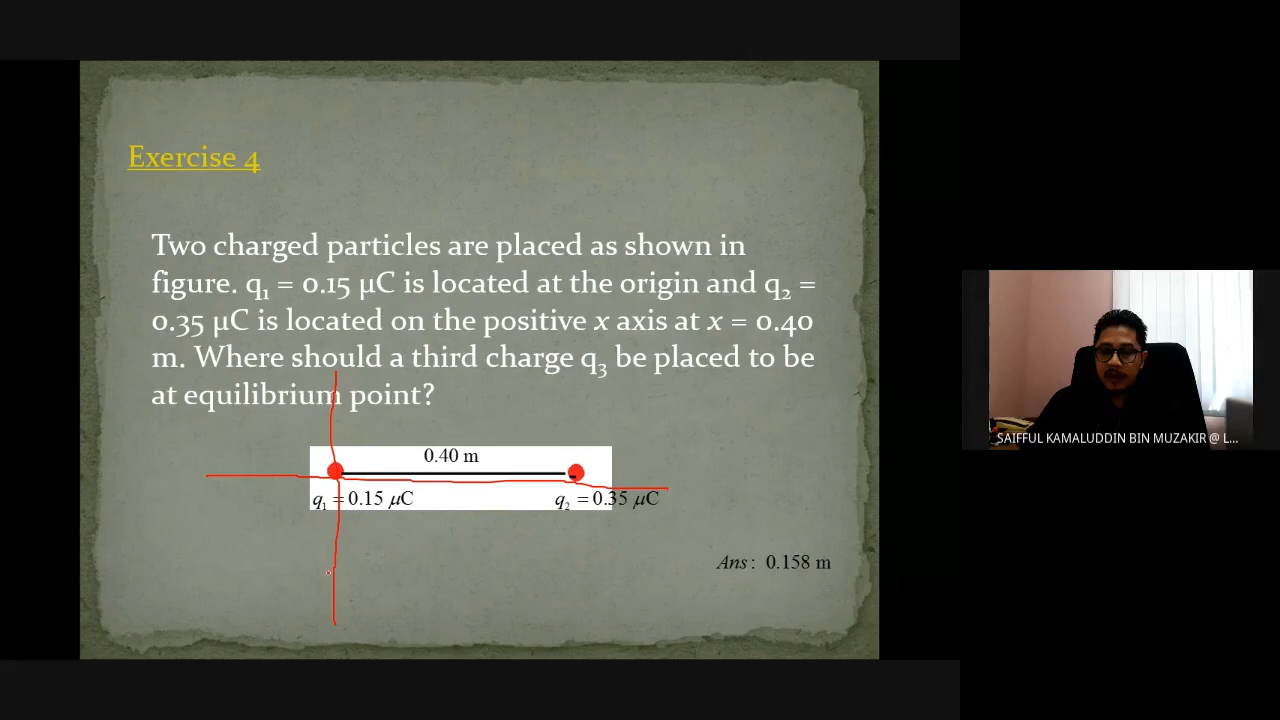 Exercise 4
Two charged particles are placed as shown in
figure. q₁ = 0.15 µC is located at the origin and q₂ =
0.35 µC is located on the positive x axis at x = 0.40
m. Where should a third charge q₃ be placed to be
at equilibrium point?
0.40 m
q₁ = 0.15 µC
q₂ = 0.35 µC
Ans : 0.158 m
SAIFFUL KAMALUDDIN BIN MUZAKIR @ L...